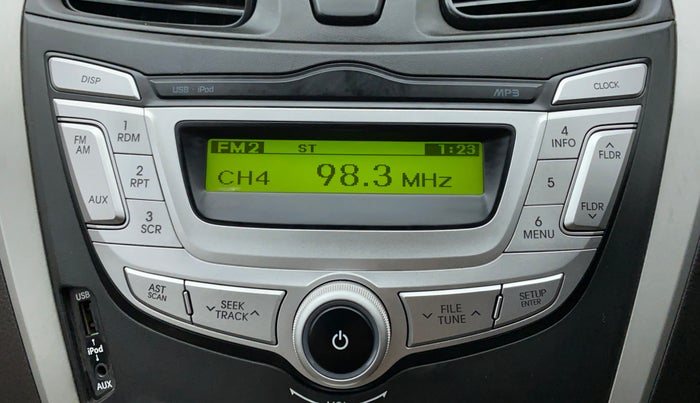 DISP
USB · iPod
MP3
CLOCK
FM
AM
AUX
1
RDM
2
RPT
3
SCR
FM2 ST 1:23
CH4 98.3 MHz
4
INFO
5
6
MENU
FLDR
FLDR
AST
SCAN
SEEK
TRACK
FILE
TUNE
SETUP
ENTER
USB
iPod
AUX